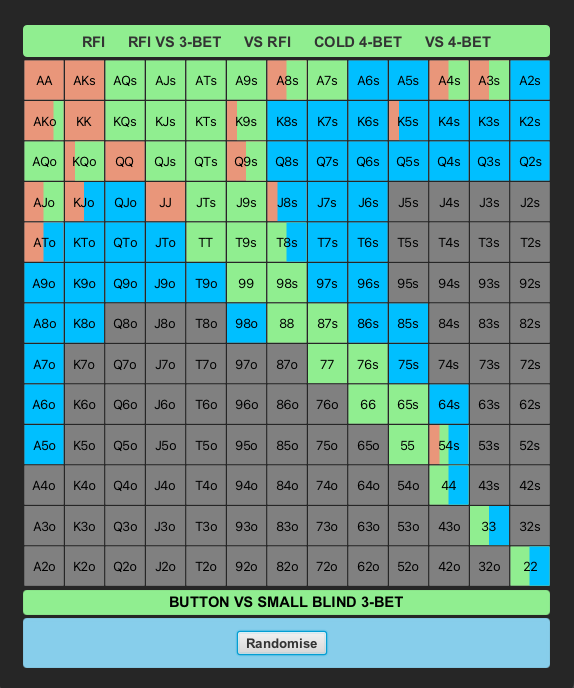 RFI RFI VS 3-BET VS RFI COLD 4-BET VS 4-BET
AA AKs AQs AJs ATs A9s A8s A7s A6s A5s A4s A3s A2s
AKo KK KQs KJs KTs K9s K8s K7s K6s K5s K4s K3s K2s
AQo KQo QQ QJs QTs Q9s Q8s Q7s Q6s Q5s Q4s Q3s Q2s
AJo KJo QJo JJ JTs J9s J8s J7s J6s J5s J4s J3s J2s
ATo KTo QTo JTo TT T9s T8s T7s T6s T5s T4s T3s T2s
A9o K9o Q9o J9o T9o 99 98s 97s 96s 95s 94s 93s 92s
A8o K8o Q8o J8o T8o 98o 88 87s 86s 85s 84s 83s 82s
A7o K7o Q7o J7o T7o 97o 87o 77 76s 75s 74s 73s 72s
A6o K6o Q6o J6o T6o 96o 86o 76o 66 65s 64s 63s 62s
A5o K5o Q5o J5o T5o 95o 85o 75o 65o 55 54s 53s 52s
A4o K4o Q4o J4o T4o 94o 84o 74o 64o 54o 44 43s 42s
A3o K3o Q3o J3o T3o 93o 83o 73o 63o 53o 43o 33 32s
A2o K2o Q2o J2o T2o 92o 82o 72o 62o 52o 42o 32o 22
BUTTON VS SMALL BLIND 3-BET
Randomise